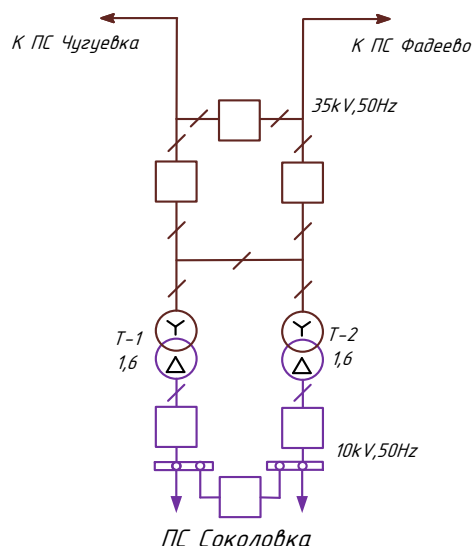 К ПС Чугуевка
К ПС Фадеево
35kV,50Hz
Т-1
1,6
Т-2
1,6
10kV,50Hz
ПС Соколовка